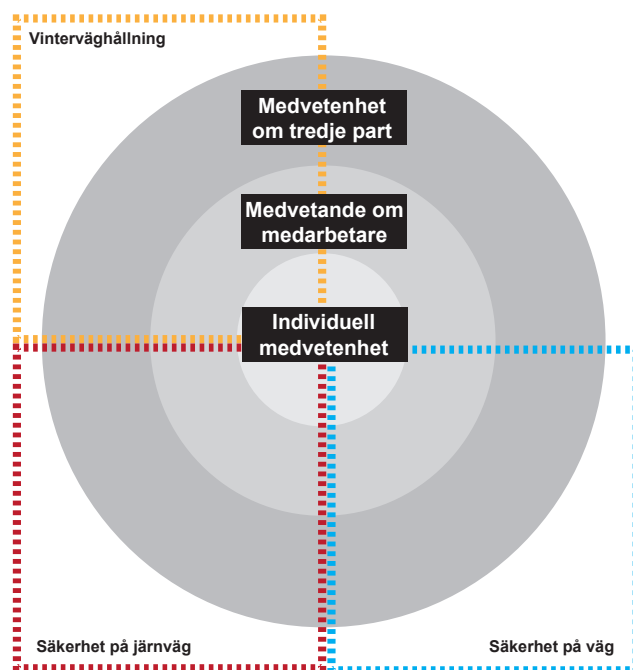 Vinterväghållning
Medvetenhet
om tredje part
Medvetande om
medarbetare
Individuell
medvetenhet
Säkerhet på järnväg
Säkerhet på väg